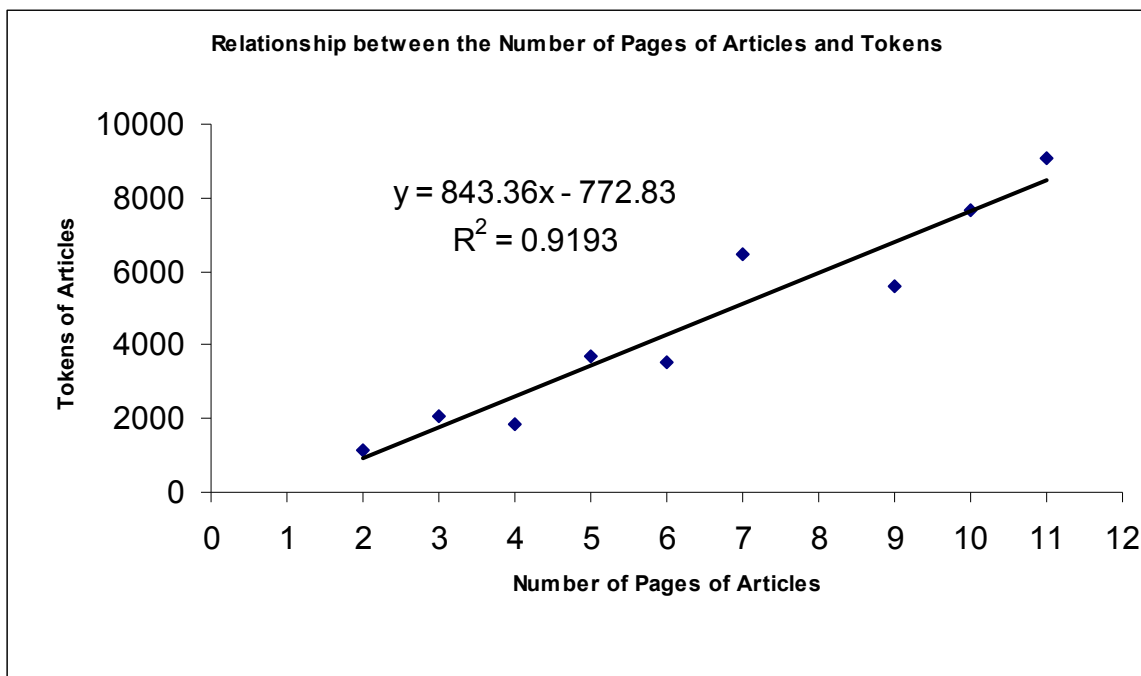 Relationship between the Number of Pages of Articles and Tokens
10000
8000
6000
4000
2000
0
y = 843.36x - 772.83
R² = 0.9193
Tokens of Articles
0 1 2 3 4 5 6 7 8 9 10 11 12
Number of Pages of Articles